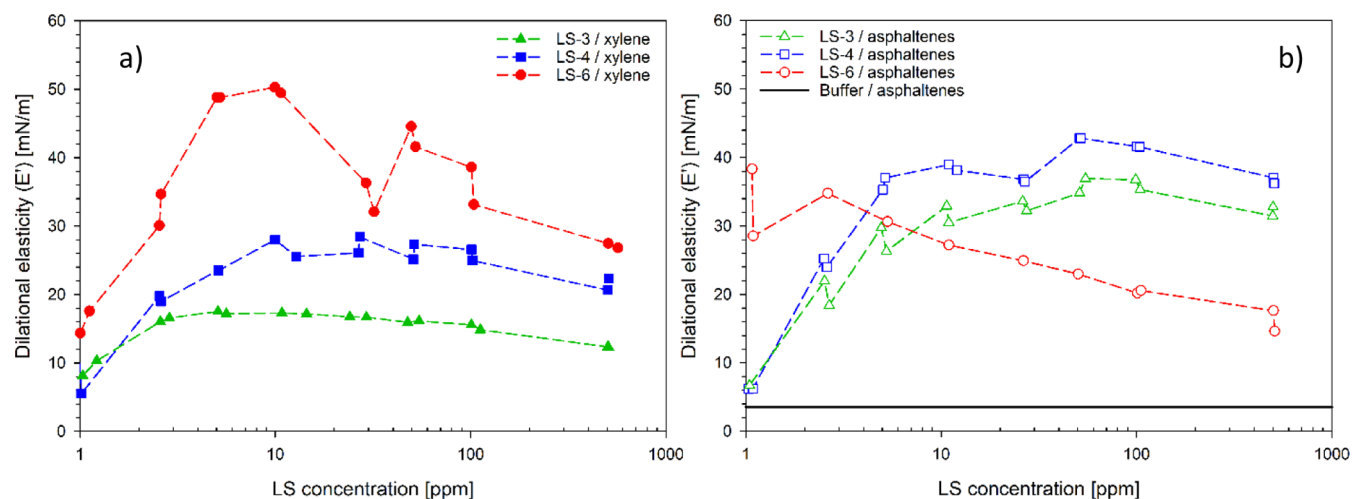 a)
LS-3 / xylene
LS-4 / xylene
LS-6 / xylene
Dilational elasticity (E') [mN/m]
60
50
40
30
20
10
0
1
10
100
1000
LS concentration [ppm]
b)
LS-3 / asphaltenes
LS-4 / asphaltenes
LS-6 / asphaltenes
Buffer / asphaltenes
Dilational elasticity (E') [mN/m]
60
50
40
30
20
10
0
1
10
100
1000
LS concentration [ppm]